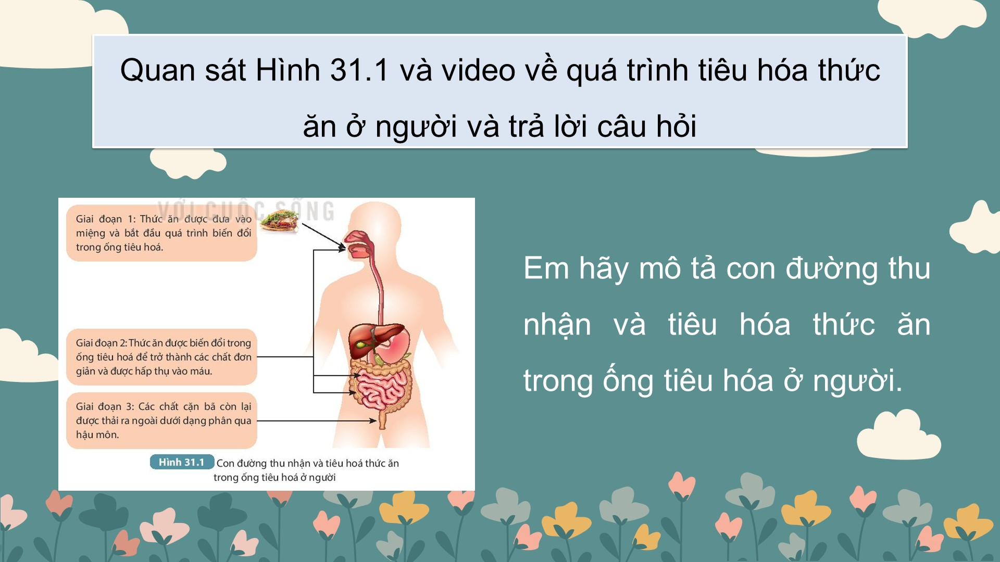 Quan sát Hình 31.1 và video về quá trình tiêu hóa thức
ăn ở người và trả lời câu hỏi
VỚI CUỘC SỐNG
Giai đoạn 1: Thức ăn được đưa vào
miệng và bắt đầu quá trình biến đổi
trong ống tiêu hoá.
Giai đoạn 2: Thức ăn được biến đổi trong
ống tiêu hoá để trở thành các chất đơn
giản và được hấp thụ vào máu.
Giai đoạn 3: Các chất cặn bã còn lại
được thải ra ngoài dưới dạng phân qua
hậu môn.
Hình 31.1 Con đường thu nhận và tiêu hoá thức ăn
trong ống tiêu hoá ở người
Em hãy mô tả con đường thu
nhận và tiêu hóa thức ăn
trong ống tiêu hóa ở người.